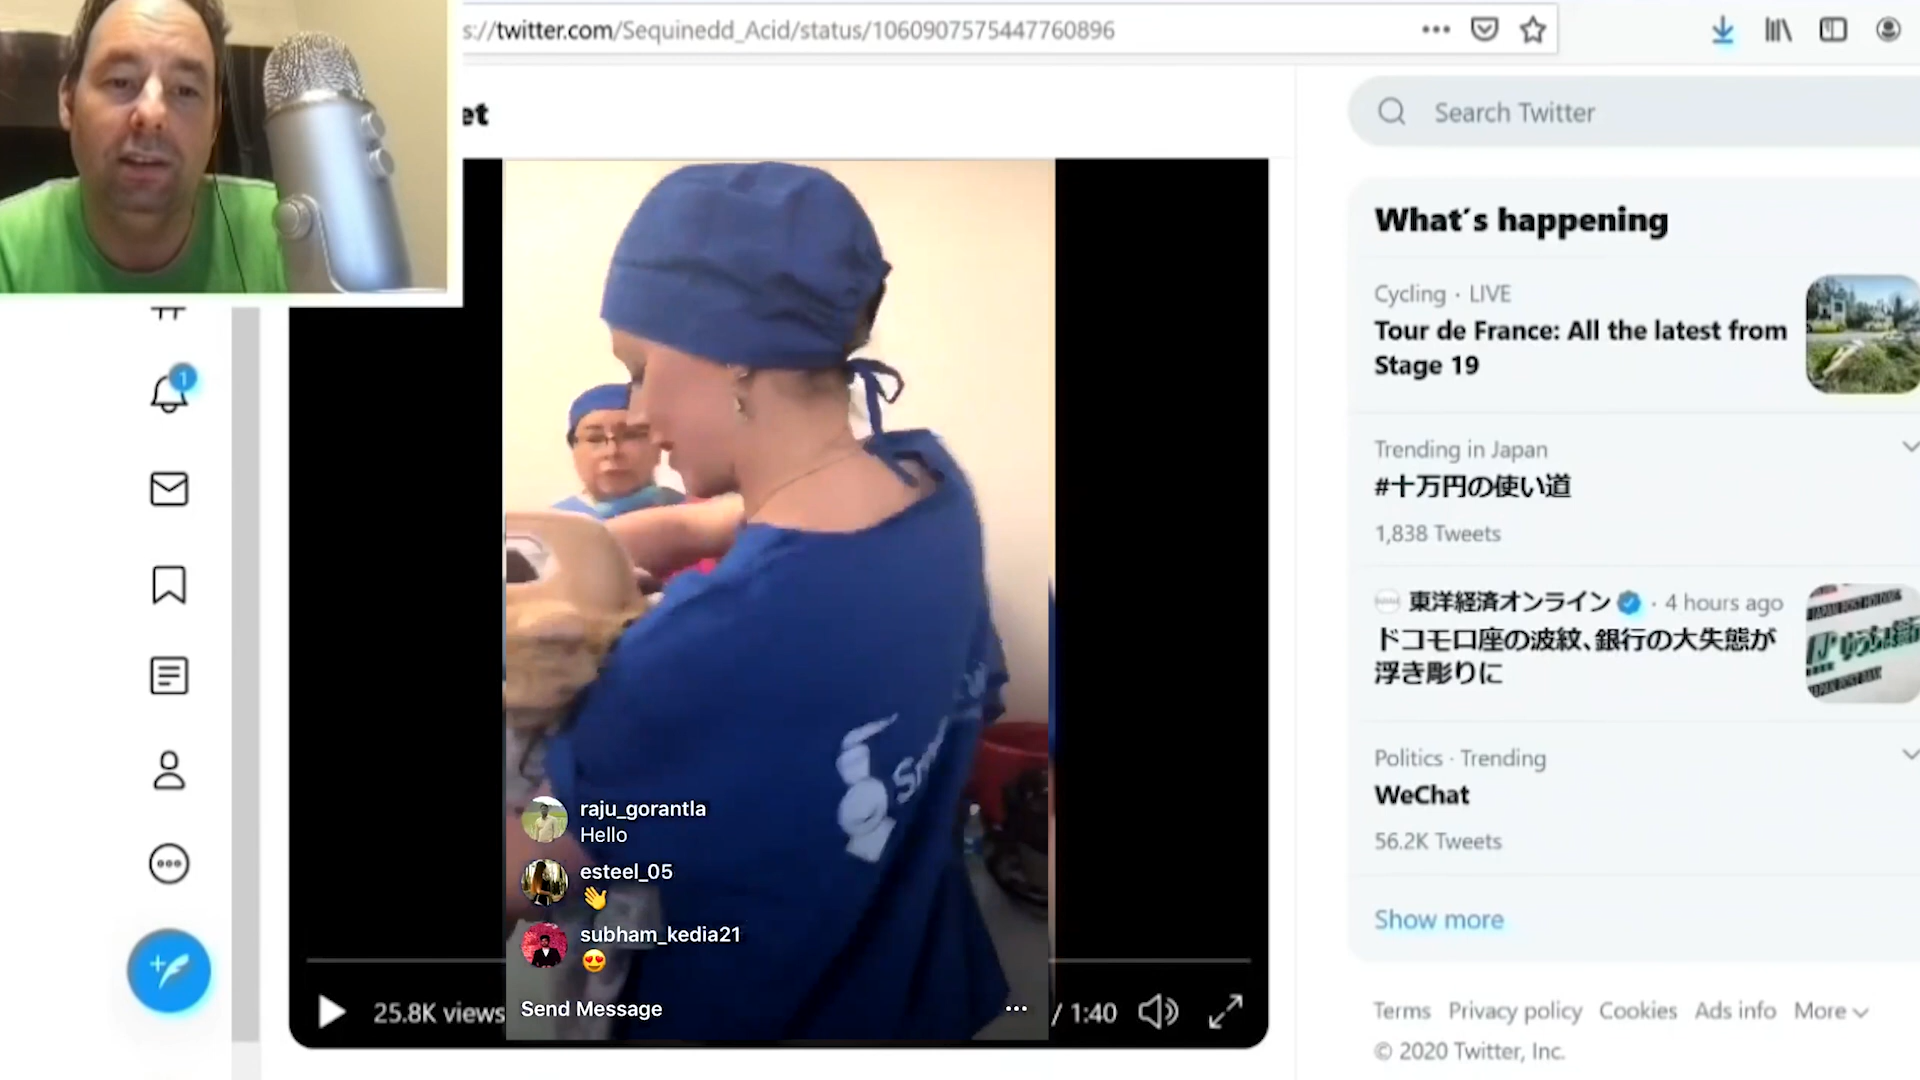 s://twitter.com/Sequinedd_Acid/status/1060907575447760896
et
Search Twitter
What's happening
Cycling · LIVE
Tour de France: All the latest from
Stage 19
Trending in Japan
#十万円の使い道
1,838 Tweets
東洋経済オンライン · 4 hours ago
ドコモ口座の波紋、銀行の大失態が
浮き彫りに
JAPAN POST BANK
Politics · Trending
WeChat
56.2K Tweets
Show more
Terms Privacy policy Cookies Ads info More
© 2020 Twitter, Inc.
1
raju_gorantla
Hello
esteel_05
👋
subham_kedia21
😍
Send Message
25.8K views
/ 1:40